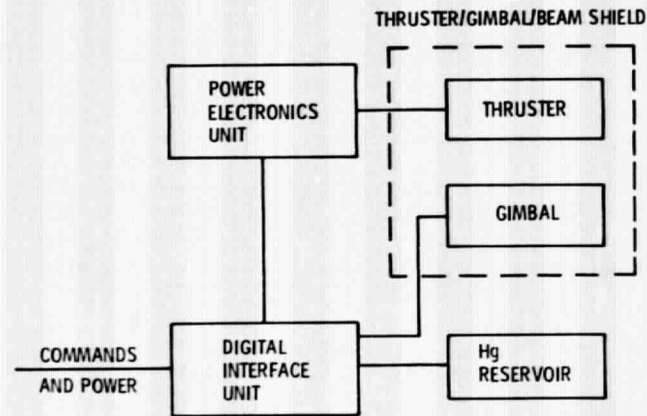 THRUSTER/GIMBAL/BEAM SHIELD
POWER
ELECTRONICS
UNIT
THRUSTER
GIMBAL
COMMANDS
AND POWER
DIGITAL
INTERFACE
UNIT
Hg
RESERVOIR